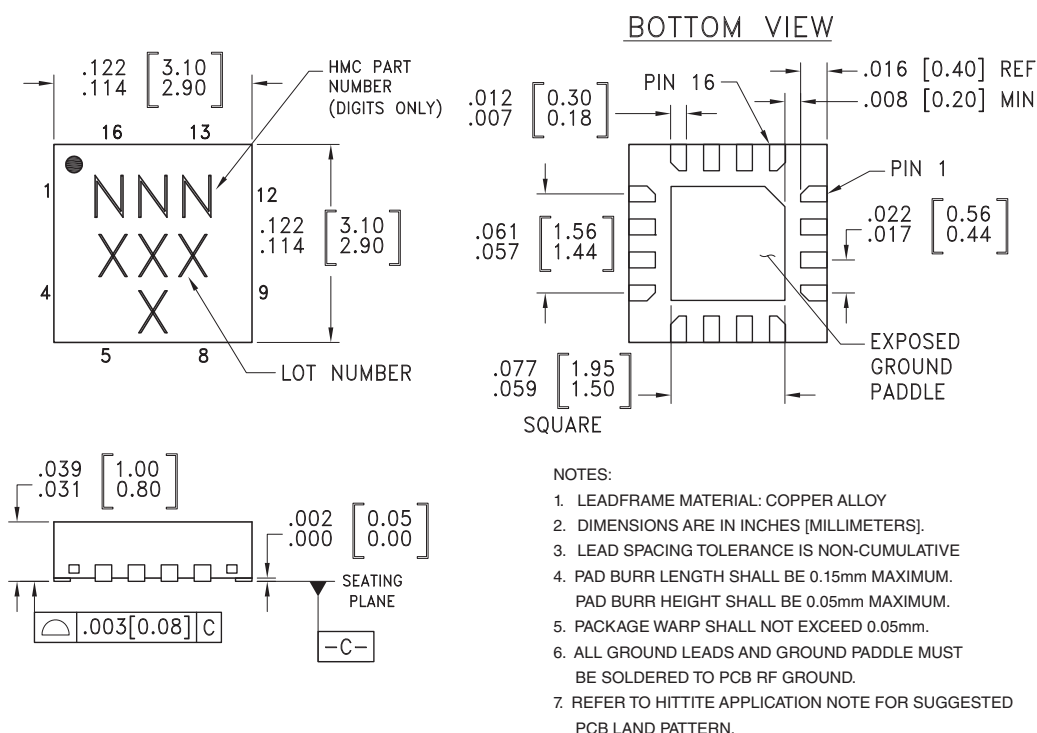 BOTTOM VIEW
.122 [3.10]
.114 [2.90]
HMC PART
NUMBER
(DIGITS ONLY)
16 13
1 12
4 9
5 8
N N N
X X X
X
.122 [3.10]
.114 [2.90]
LOT NUMBER
PIN 16
.016 [0.40] REF
.008 [0.20] MIN
.012 [0.30]
.007 [0.18]
PIN 1
.022 [0.56]
.017 [0.44]
.061 [1.56]
.057 [1.44]
EXPOSED
GROUND
PADDLE
.077 [1.95]
.059 [1.50]
SQUARE
.039 [1.00]
.031 [0.80]
.002 [0.05]
.000 [0.00]
SEATING
PLANE
.003[0.08] C
-C-
NOTES:
1. LEADFRAME MATERIAL: COPPER ALLOY
2. DIMENSIONS ARE IN INCHES [MILLIMETERS].
3. LEAD SPACING TOLERANCE IS NON-CUMULATIVE
4. PAD BURR LENGTH SHALL BE 0.15mm MAXIMUM.
PAD BURR HEIGHT SHALL BE 0.05mm MAXIMUM.
5. PACKAGE WARP SHALL NOT EXCEED 0.05mm.
6. ALL GROUND LEADS AND GROUND PADDLE MUST
BE SOLDERED TO PCB RF GROUND.
7. REFER TO HITTITE APPLICATION NOTE FOR SUGGESTED
PCB LAND PATTERN.